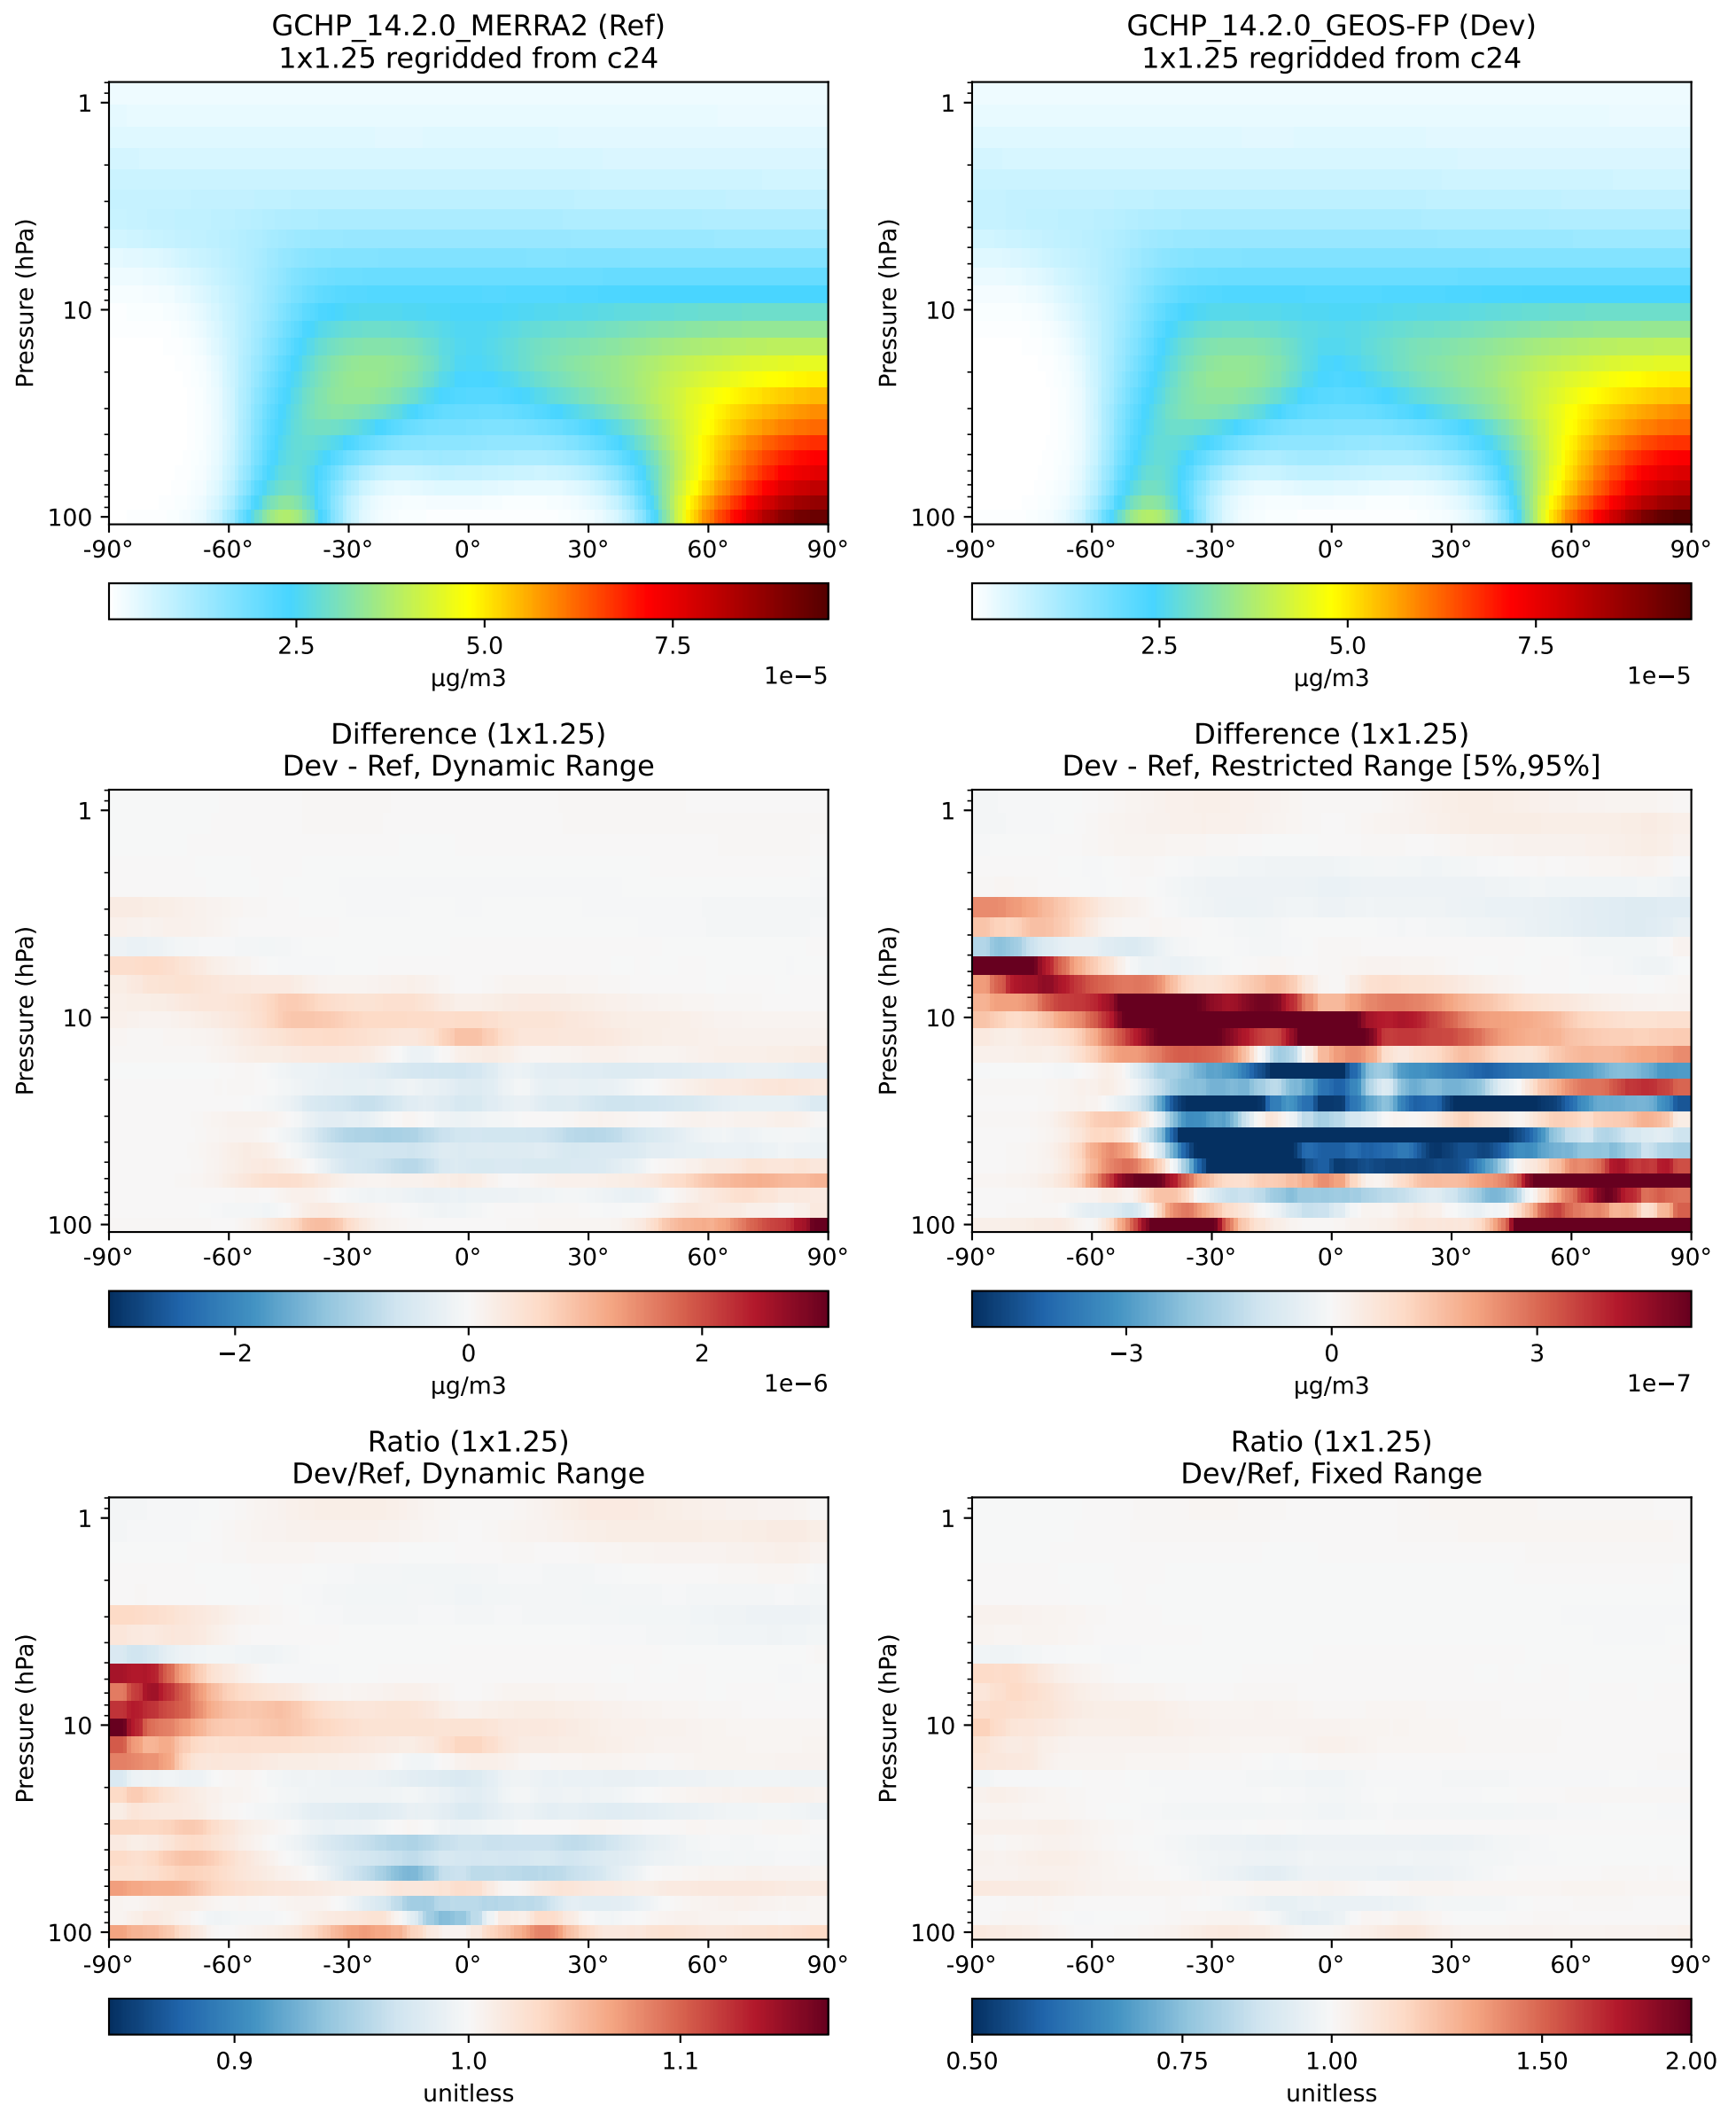 GCHP_14.2.0_MERRA2 (Ref)
1x1.25 regridded from c24
Pressure (hPa)
1
10
100
-90° -60° -30° 0° 30° 60° 90°
2.5 5.0 7.5
µg/m3 1e−5
GCHP_14.2.0_GEOS-FP (Dev)
1x1.25 regridded from c24
Pressure (hPa)
1
10
100
-90° -60° -30° 0° 30° 60° 90°
2.5 5.0 7.5
µg/m3 1e−5
Difference (1x1.25)
Dev - Ref, Dynamic Range
Pressure (hPa)
1
10
100
-90° -60° -30° 0° 30° 60° 90°
−2 0 2
µg/m3 1e−6
Difference (1x1.25)
Dev - Ref, Restricted Range [5%,95%]
Pressure (hPa)
1
10
100
-90° -60° -30° 0° 30° 60° 90°
−3 0 3
µg/m3 1e−7
Ratio (1x1.25)
Dev/Ref, Dynamic Range
Pressure (hPa)
1
10
100
-90° -60° -30° 0° 30° 60° 90°
0.9 1.0 1.1
unitless
Ratio (1x1.25)
Dev/Ref, Fixed Range
Pressure (hPa)
1
10
100
-90° -60° -30° 0° 30° 60° 90°
0.50 0.75 1.00 1.50 2.00
unitless